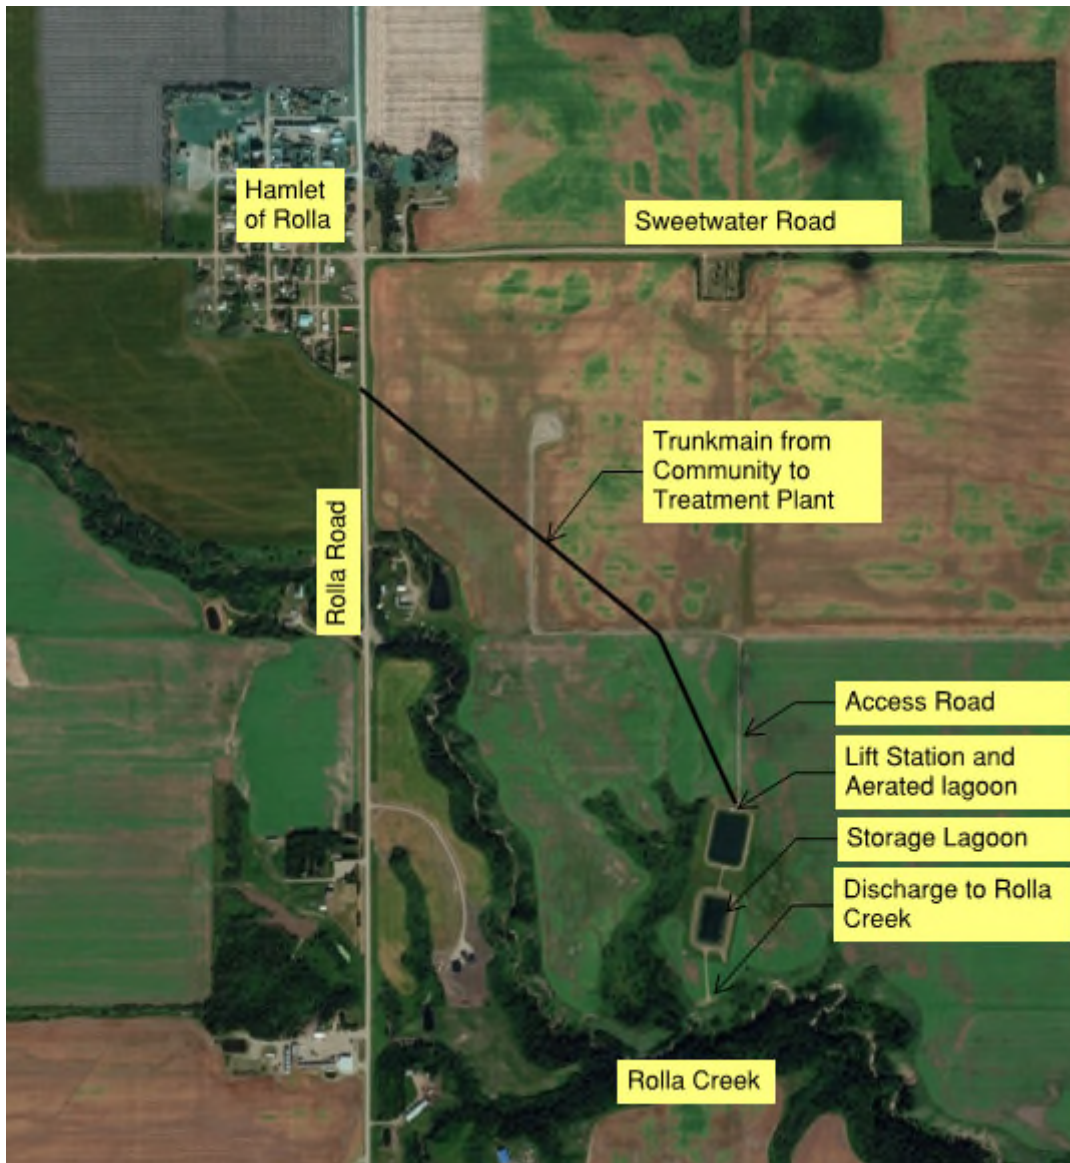 Hamlet
of Rolla
Sweetwater Road
Trunkmain from
Community to
Treatment Plant
Rolla Road
Access Road
Lift Station and
Aerated lagoon
Storage Lagoon
Discharge to Rolla
Creek
Rolla Creek